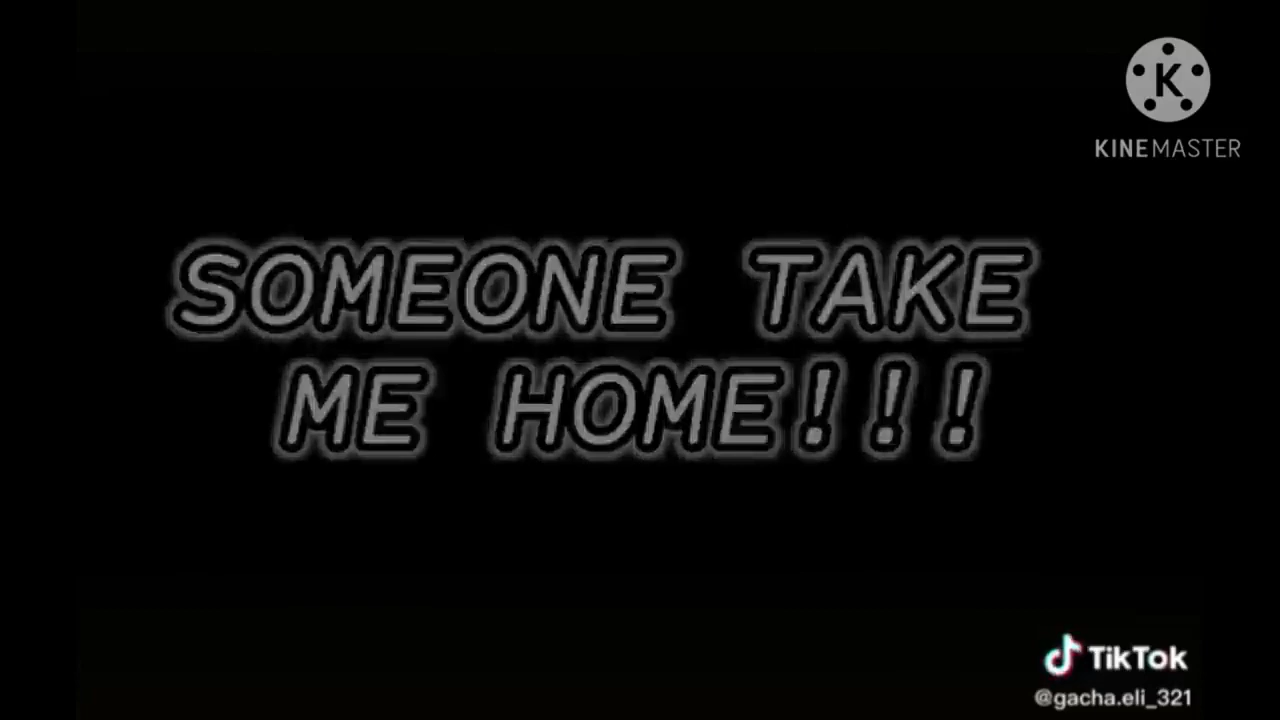 K
KINEMASTER
SOMEONE TAKE
ME HOME!!!
TikTok
@gacha.eli_321